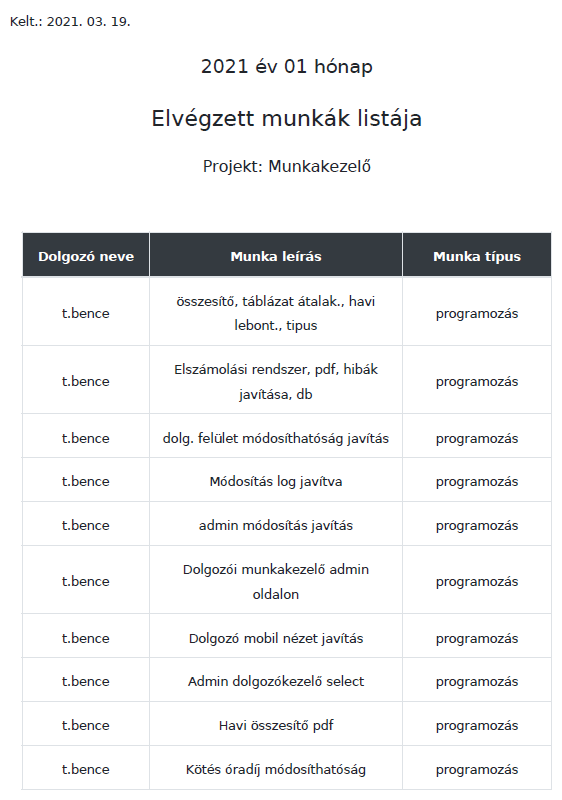 Kelt.: 2021. 03. 19.
2021 év 01 hónap
Elvégzett munkák listája
Projekt: Munkakezelő
Dolgozó neve Munka leírás Munka típus
t.bence összesítő, táblázat átalak., havi programozás
lebont., tipus
t.bence Elszámolási rendszer, pdf, hibák programozás
javítása, db
t.bence dolg. felület módosíthatóság javítás programozás
t.bence Módosítás log javítva programozás
t.bence admin módosítás javítás programozás
t.bence Dolgozói munkakezelő admin programozás
oldalon
t.bence Dolgozó mobil nézet javítás programozás
t.bence Admin dolgozókezelő select programozás
t.bence Havi összesítő pdf programozás
t.bence Kötés óradíj módosíthatóság programozás